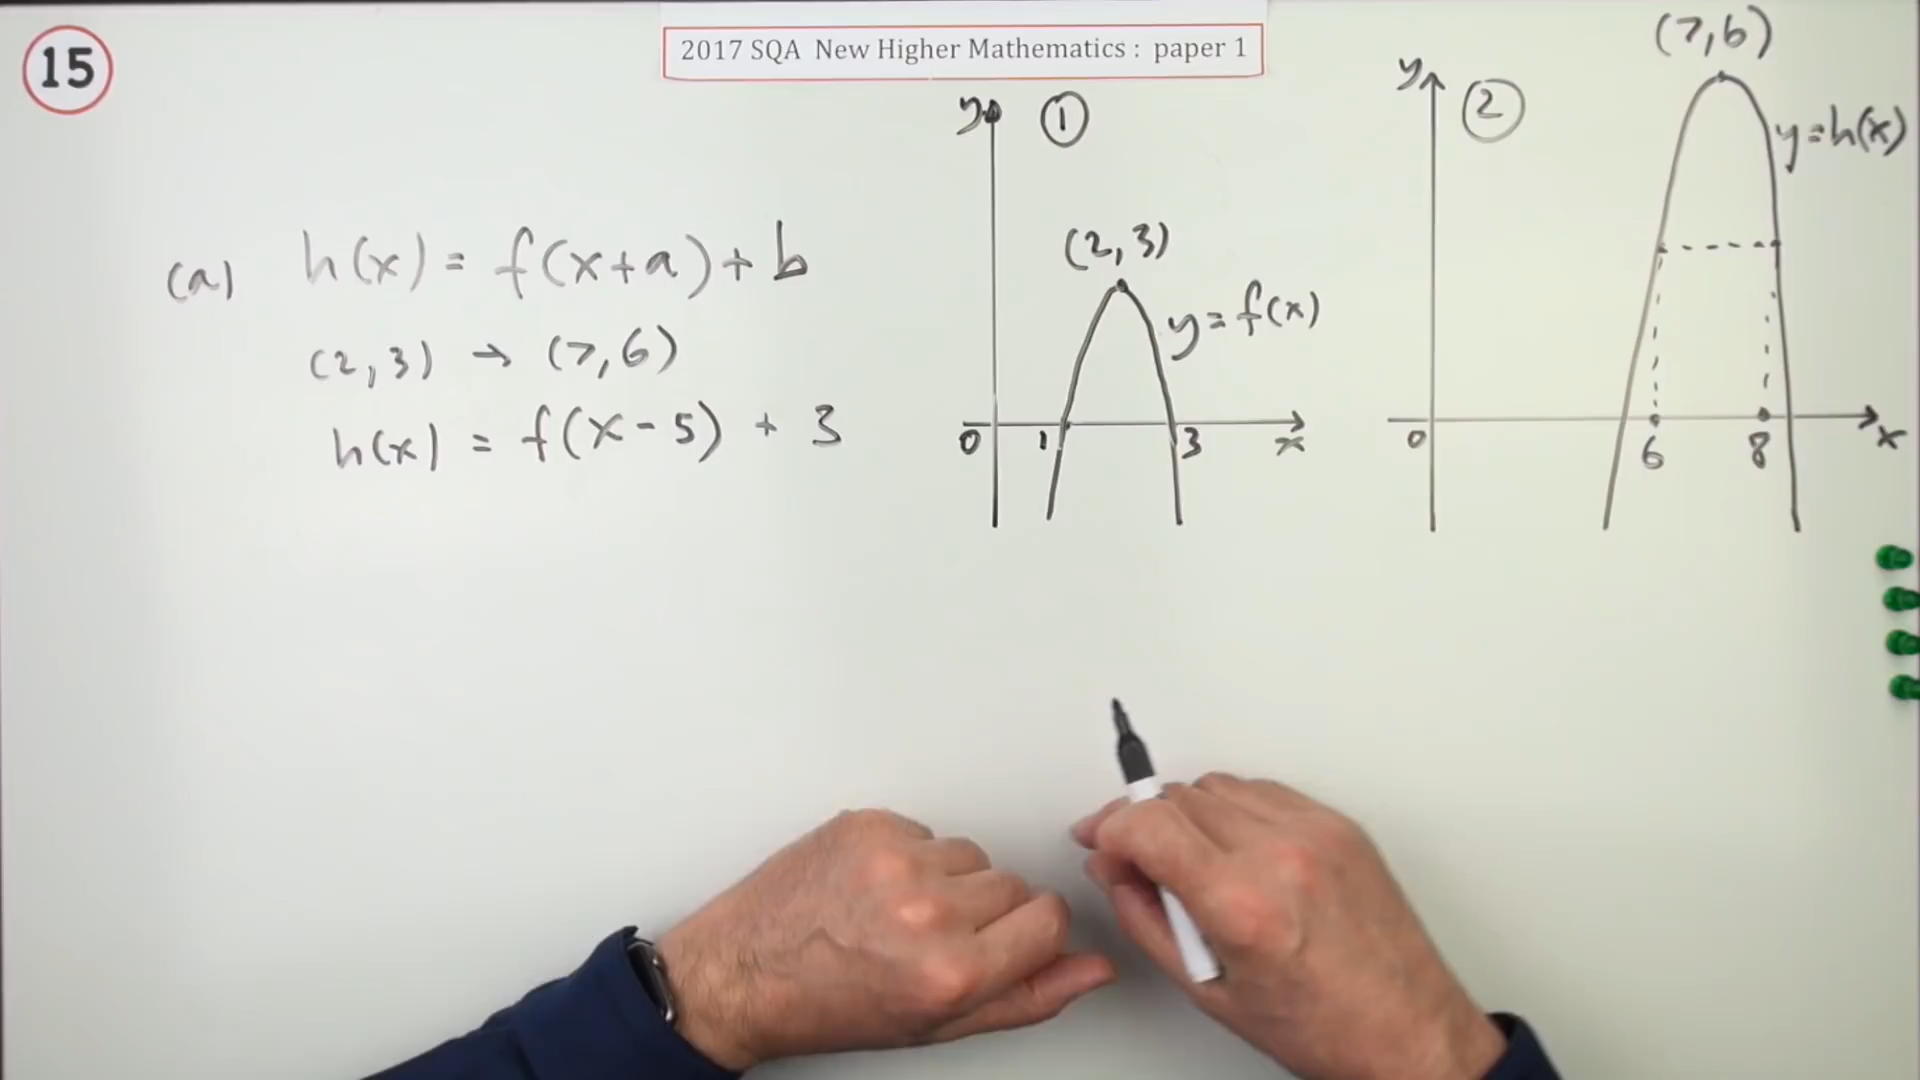 15
2017 SQA New Higher Mathematics : paper 1
(a) h(x) = f(x+a) + b
(2,3) → (7,6)
h(x) = f(x-5) + 3
y
①
(2,3)
y = f(x)
0
1
3
x
y
②
(7,6)
y = h(x)
0
6
8
x